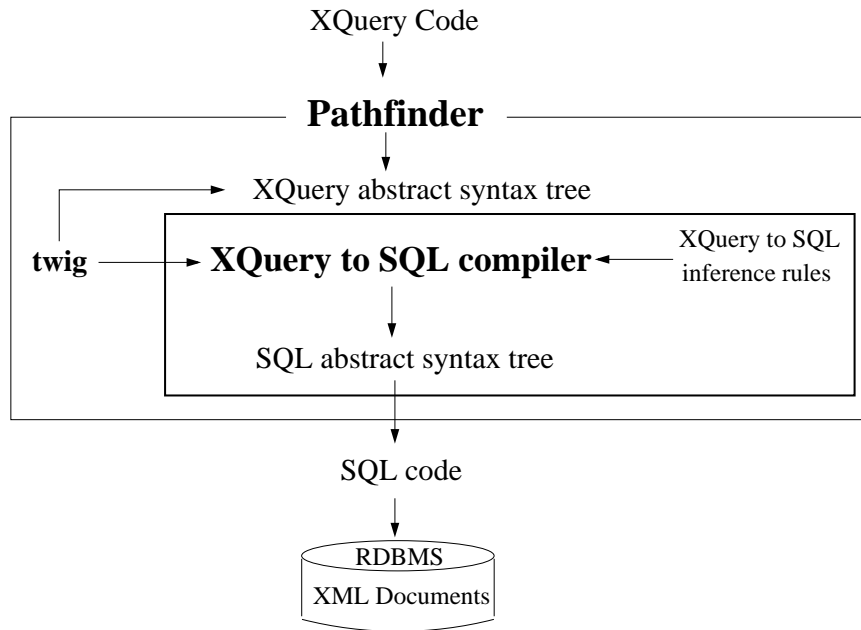 XQuery Code
Pathfinder
XQuery abstract syntax tree
twig
XQuery to SQL compiler
XQuery to SQL
inference rules
SQL abstract syntax tree
SQL code
RDBMS
XML Documents